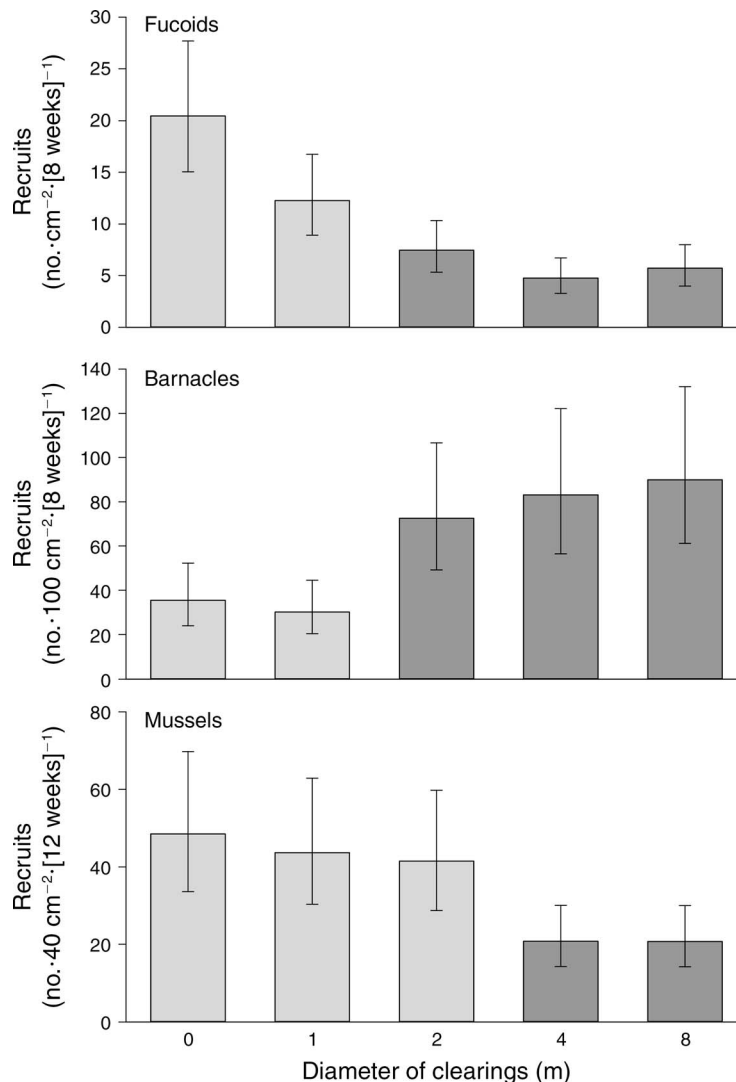 Fucoids
Recruits
(no.·cm⁻²·[8 weeks]⁻¹)
30
25
20
15
10
5
0
Barnacles
Recruits
(no.·100 cm⁻²·[8 weeks]⁻¹)
140
120
100
80
60
40
20
0
Mussels
Recruits
(no.·40 cm⁻²·[12 weeks]⁻¹)
80
60
40
20
0
0 1 2 4 8
Diameter of clearings (m)